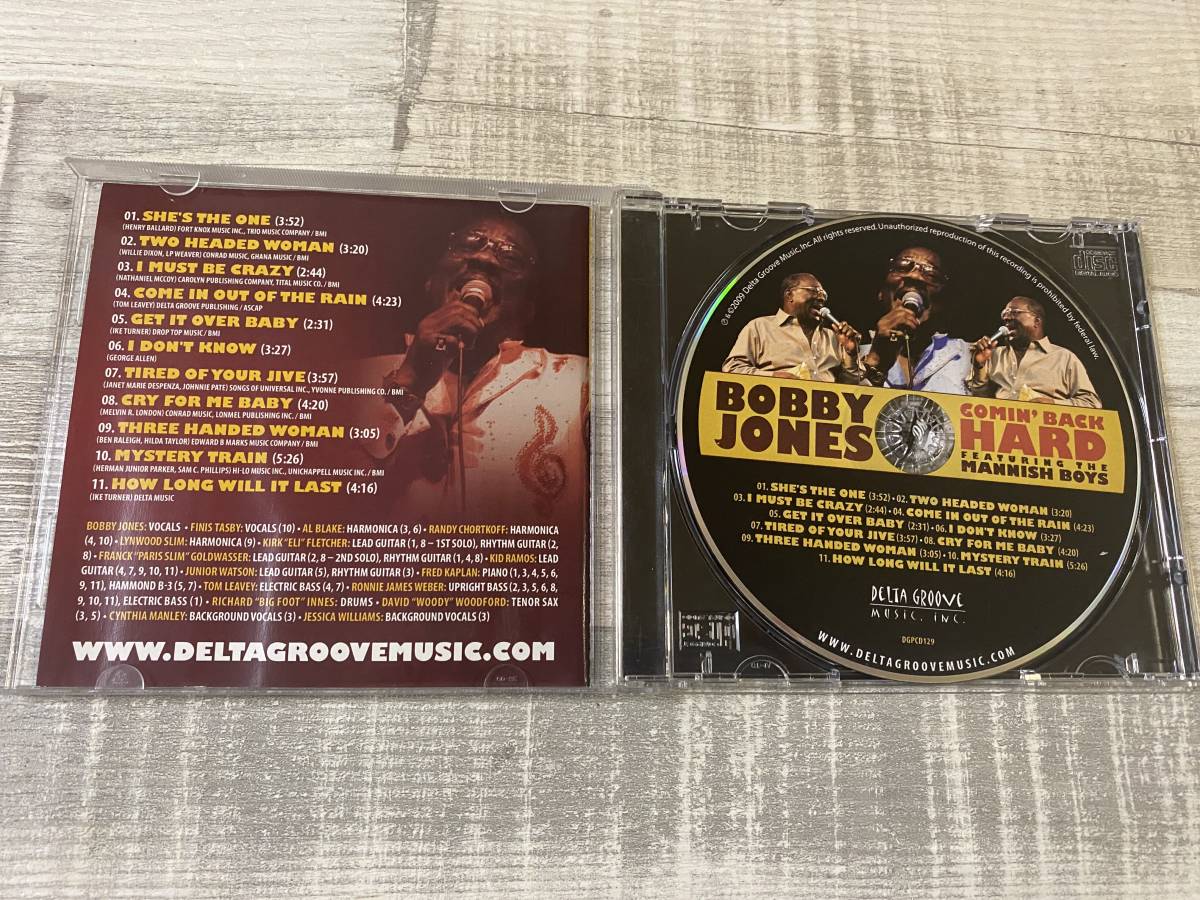 01. SHE'S THE ONE (3:52)
(HENRY BALLARD) FORT KNOX MUSIC INC., TRIO MUSIC COMPANY / BMI
02. TWO HEADED WOMAN (3:20)
(WILLIE DIXON, LP WEAVER) CONRAD MUSIC, GHANA MUSIC / BMI
03. I MUST BE CRAZY (2:44)
(NATHANIEL MCCOY) CAROLYN PUBLISHING COMPANY, TITAL MUSIC CO. / BMI
04. COME IN OUT OF THE RAIN (4:23)
(TOM LEAVEY) DELTA GROOVE PUBLISHING / ASCAP
05. GET IT OVER BABY (2:31)
(IKE TURNER) DROP TOP MUSIC / BMI
06. I DON'T KNOW (3:27)
(GEORGE ALLEN)
07. TIRED OF YOUR JIVE (3:57)
(JANET MARIE DESPENZA, JOHNNIE PATE) SONGS OF UNIVERSAL INC., YVONNE PUBLISHING CO. / BMI
08. CRY FOR ME BABY (4:20)
(MELVIN R. LONDON) CONRAD MUSIC, LONMEL PUBLISHING INC. / BMI
09. THREE HANDED WOMAN (3:05)
(BEN RALEIGH, HILDA TAYLOR) EDWARD B MARKS MUSIC COMPANY / BMI
10. MYSTERY TRAIN (5:26)
(HERMAN JUNIOR PARKER, SAM C. PHILLIPS) HI-LO MUSIC INC., UNICHAPPELL MUSIC INC. / BMI
11. HOW LONG WILL IT LAST (4:16)
(IKE TURNER) DELTA MUSIC
BOBBY JONES: VOCALS • FINIS TASBY: VOCALS (10) • AL BLAKE: HARMONICA (3, 6) • RANDY CHORTKOFF: HARMONICA
(4, 10) • LYNWOOD SLIM: HARMONICA (9) • KIRK "ELI" FLETCHER: LEAD GUITAR (1, 8 – 1ST SOLO), RHYTHM GUITAR (2,
8) • FRANCK "PARIS SLIM" GOLDWASSER: LEAD GUITAR (2, 8 – 2ND SOLO), RHYTHM GUITAR (1, 4, 8) • KID RAMOS: LEAD
GUITAR (4, 7, 9, 10, 11) • JUNIOR WATSON: LEAD GUITAR (5), RHYTHM GUITAR (3) • FRED KAPLAN: PIANO (1, 3, 4, 5, 6,
9, 11), HAMMOND B-3 (5, 7) • TOM LEAVEY: ELECTRIC BASS (4, 7) • RONNIE JAMES WEBER: UPRIGHT BASS (2, 3, 5, 6, 8,
9, 10, 11), ELECTRIC BASS (1) • RICHARD "BIG FOOT" INNES: DRUMS • DAVID "WOODY" WOODFORD: TENOR SAX
(3, 5) • CYNTHIA MANLEY: BACKGROUND VOCALS (3) • JESSICA WILLIAMS: BACKGROUND VOCALS (3)
WWW.DELTAGROOVEMUSIC.COM
℗ & ©2009 Delta Groove Music, Inc. All rights reserved. Unauthorized reproduction of this recording is prohibited by federal law.
disc
BOBBY
JONES
COMIN' BACK
HARD
FEATURING THE
MANNISH BOYS
01. SHE'S THE ONE (3:52) • 02. TWO HEADED WOMAN (3:20)
03. I MUST BE CRAZY (2:44) • 04. COME IN OUT OF THE RAIN (4:23)
05. GET IT OVER BABY (2:31) • 06. I DON'T KNOW (3:27)
07. TIRED OF YOUR JIVE (3:57) • 08. CRY FOR ME BABY (4:20)
09. THREE HANDED WOMAN (3:05) • 10. MYSTERY TRAIN (5:26)
11. HOW LONG WILL IT LAST (4:16)
DELTA GROOVE
MUSIC, INC.
DGPCD129
WWW.DELTAGROOVEMUSIC.COM